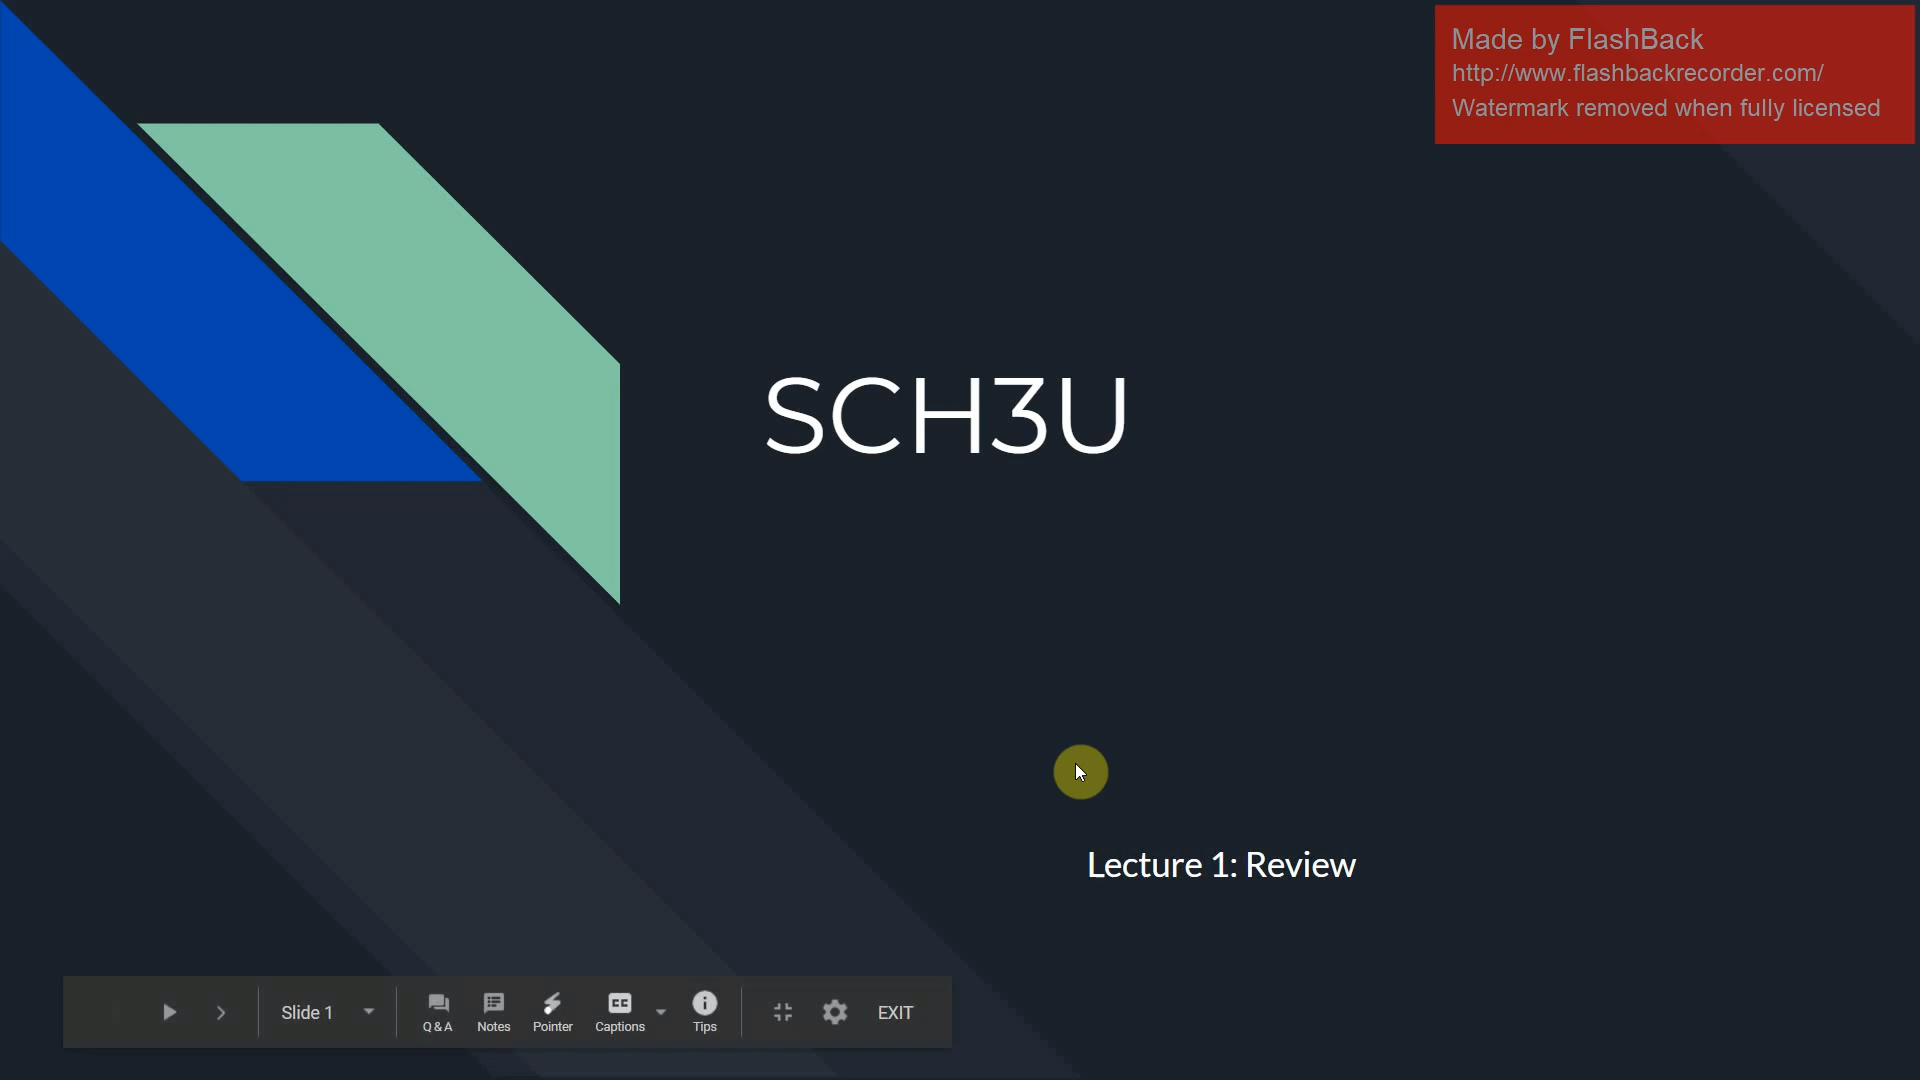 Made by FlashBack
http://www.flashbackrecorder.com/
Watermark removed when fully licensed
SCH3U
Lecture 1: Review
Slide 1
Q & A
Notes
Pointer
CC
Captions
Tips
EXIT